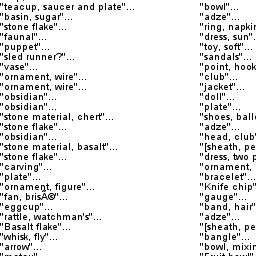 "teacup, saucer and plate"... "bowl"...
"basin, sugar"... "adze"...
"stone flake"... "ring, napkin
"faunal"... "dress, sun"...
"puppet"... "toy, soft"...
"sled runner?"... "sandals"...
"vase"... "point, hook
"ornament, wire"... "club"...
"ornament, wire"... "jacket"...
"obsidian"... "doll"...
"obsidian"... "plate"...
"stone material, chert"... "shoes, balle
"stone flake"... "adze"...
"obsidian"... "head, club"
"stone material, basalt"... "[sheath, pe
"stone flake"... "dress, two p
"carving"... "ornament,
"plate"... "bracelet"...
"ornament, figure"... "Knife chip"
"fan, brisÃ©"... "gauge"...
"eggcup"... "band, hair"
"rattle, watchman's"... "adze"...
"Basalt flake"... "[sheath, pe
"whisk, fly"... "bangle"...
"arrow"... "bowl, mixin